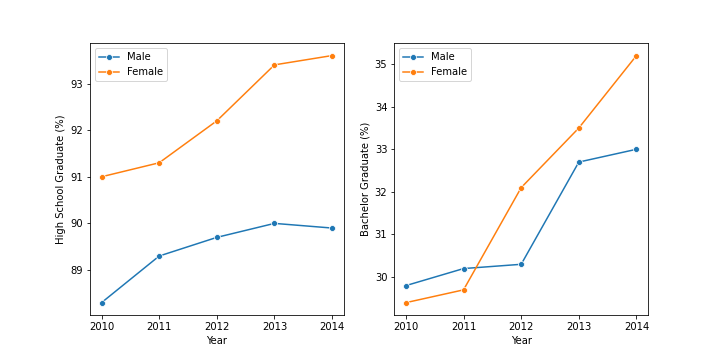 Male
Female
High School Graduate (%)
93
92
91
90
89
2010 2011 2012 2013 2014
Year
Male
Female
Bachelor Graduate (%)
35
34
33
32
31
30
2010 2011 2012 2013 2014
Year